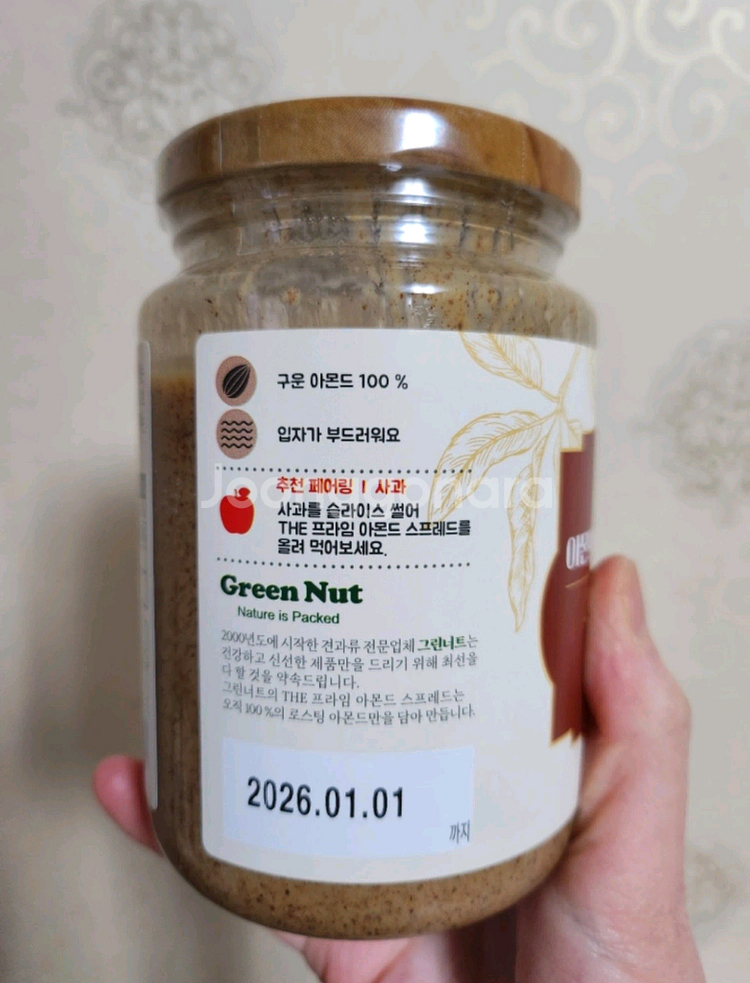 구운 아몬드 100 %
입자가 부드러워요
추천 페어링 | 사과
사과를 슬라이스 썰어
THE 프라임 아몬드 스프레드를
올려 먹어보세요.
Joonggonara
Green Nut
Nature is Packed
2000년도에 시작한 견과류 전문업체 그린너트는
건강하고 신선한 제품만을 드리기 위해 최선을
다 할 것을 약속드립니다.
그린너트의 THE 프라임 아몬드 스프레드는
오직 100 %의 로스팅 아몬드만을 담아 만듭니다.
2026.01.01
까지